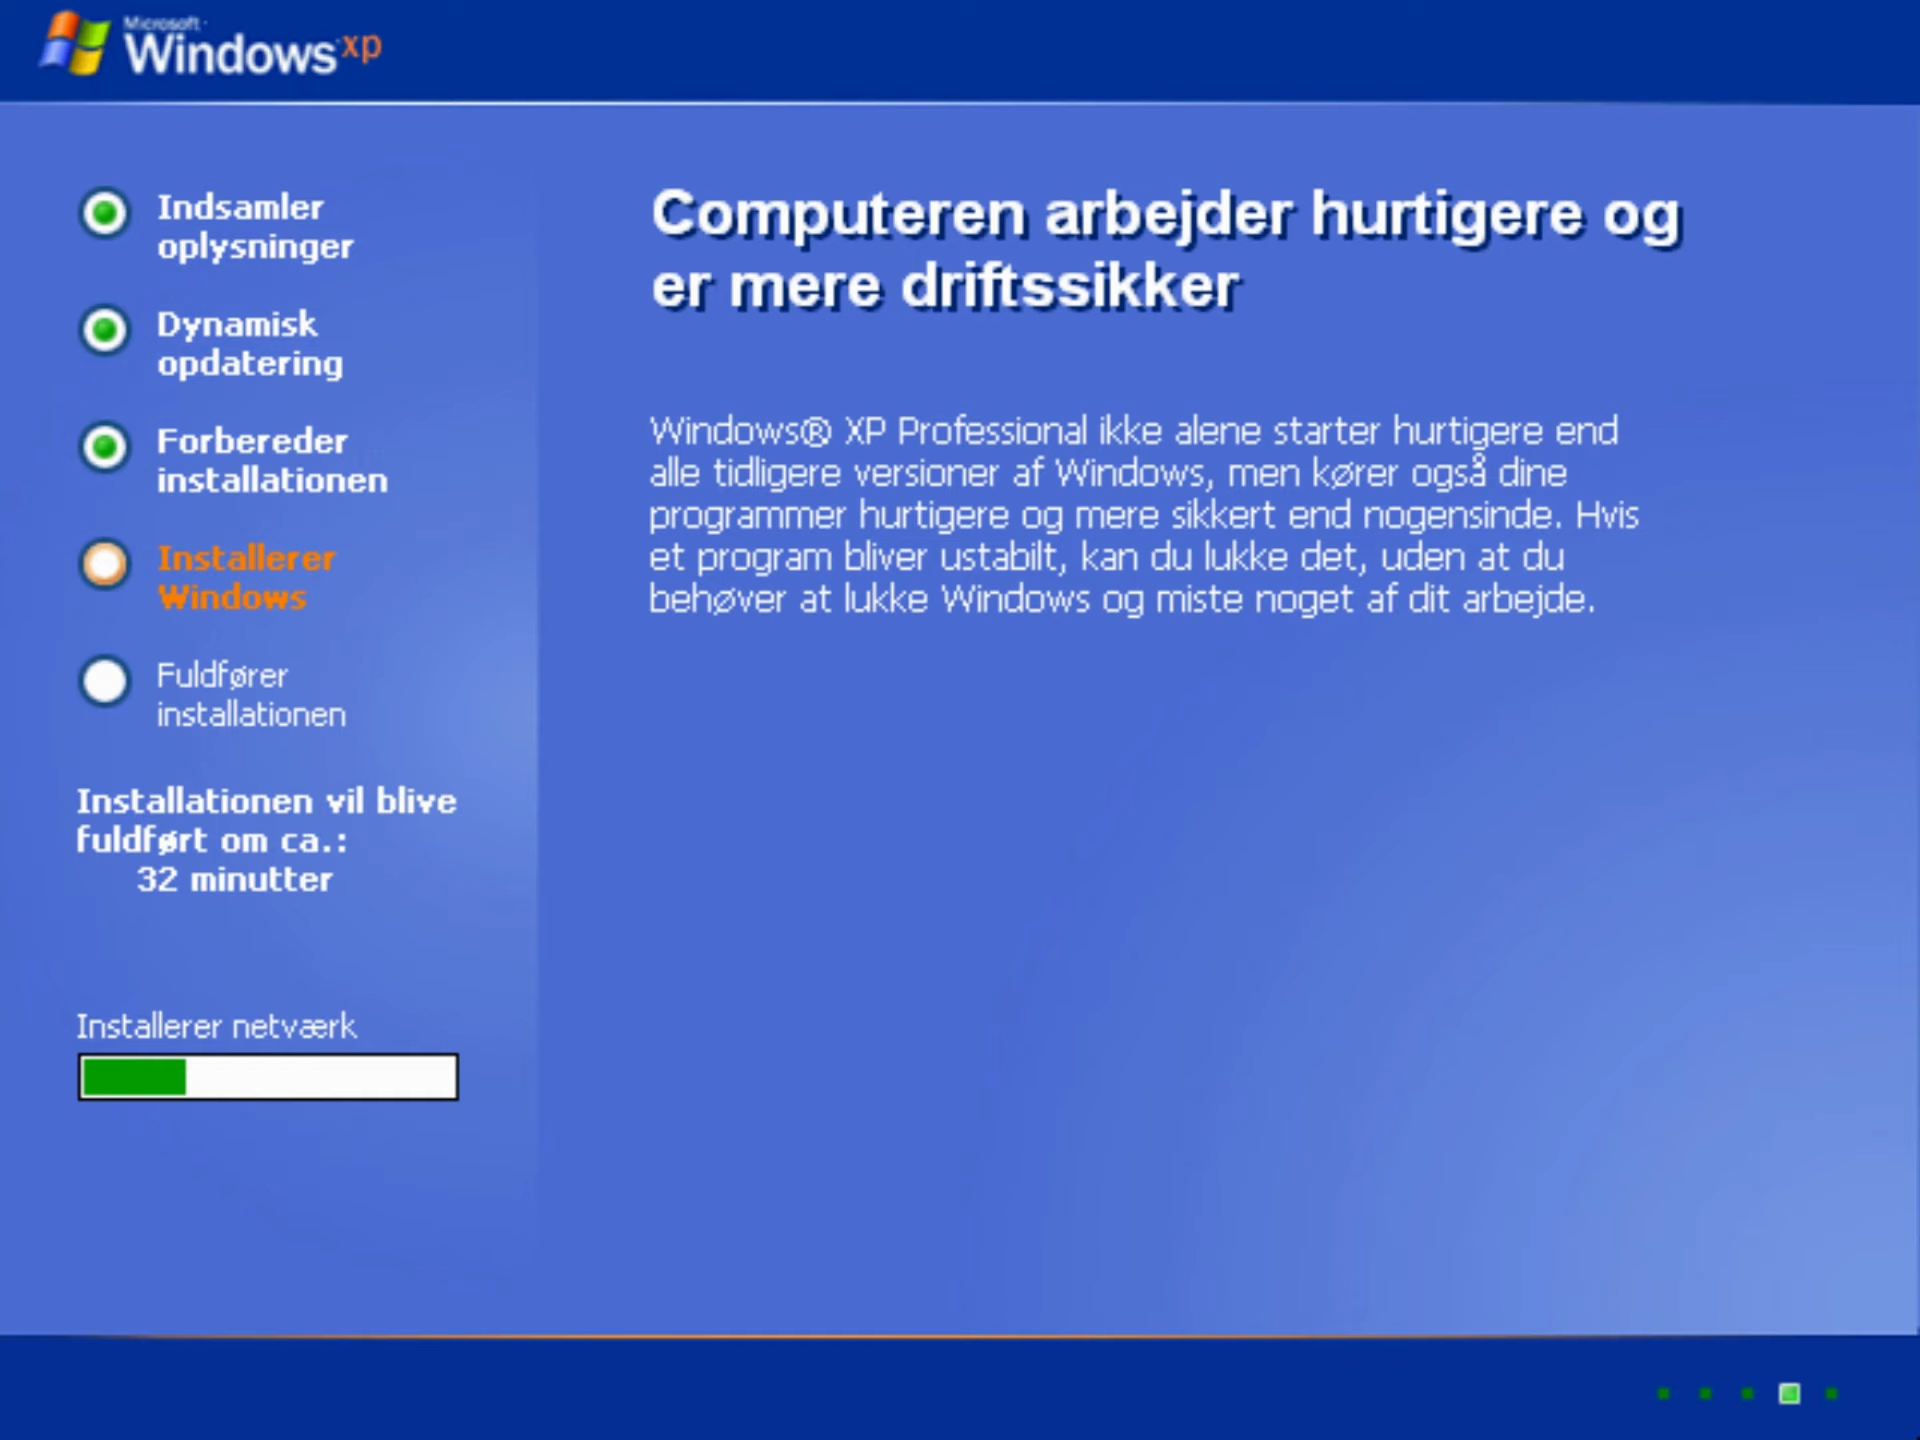 Microsoft
Windows xp
Indsamler
oplysninger
Dynamisk
opdatering
Forbereder
installationen
Installerer
Windows
Fuldfører
installationen
Installationen vil blive
fuldført om ca.:
32 minutter
Installerer netværk
Computeren arbejder hurtigere og
er mere driftssikker
Windows® XP Professional ikke alene starter hurtigere end
alle tidligere versioner af Windows, men kører også dine
programmer hurtigere og mere sikkert end nogensinde. Hvis
et program bliver ustabilt, kan du lukke det, uden at du
behøver at lukke Windows og miste noget af dit arbejde.